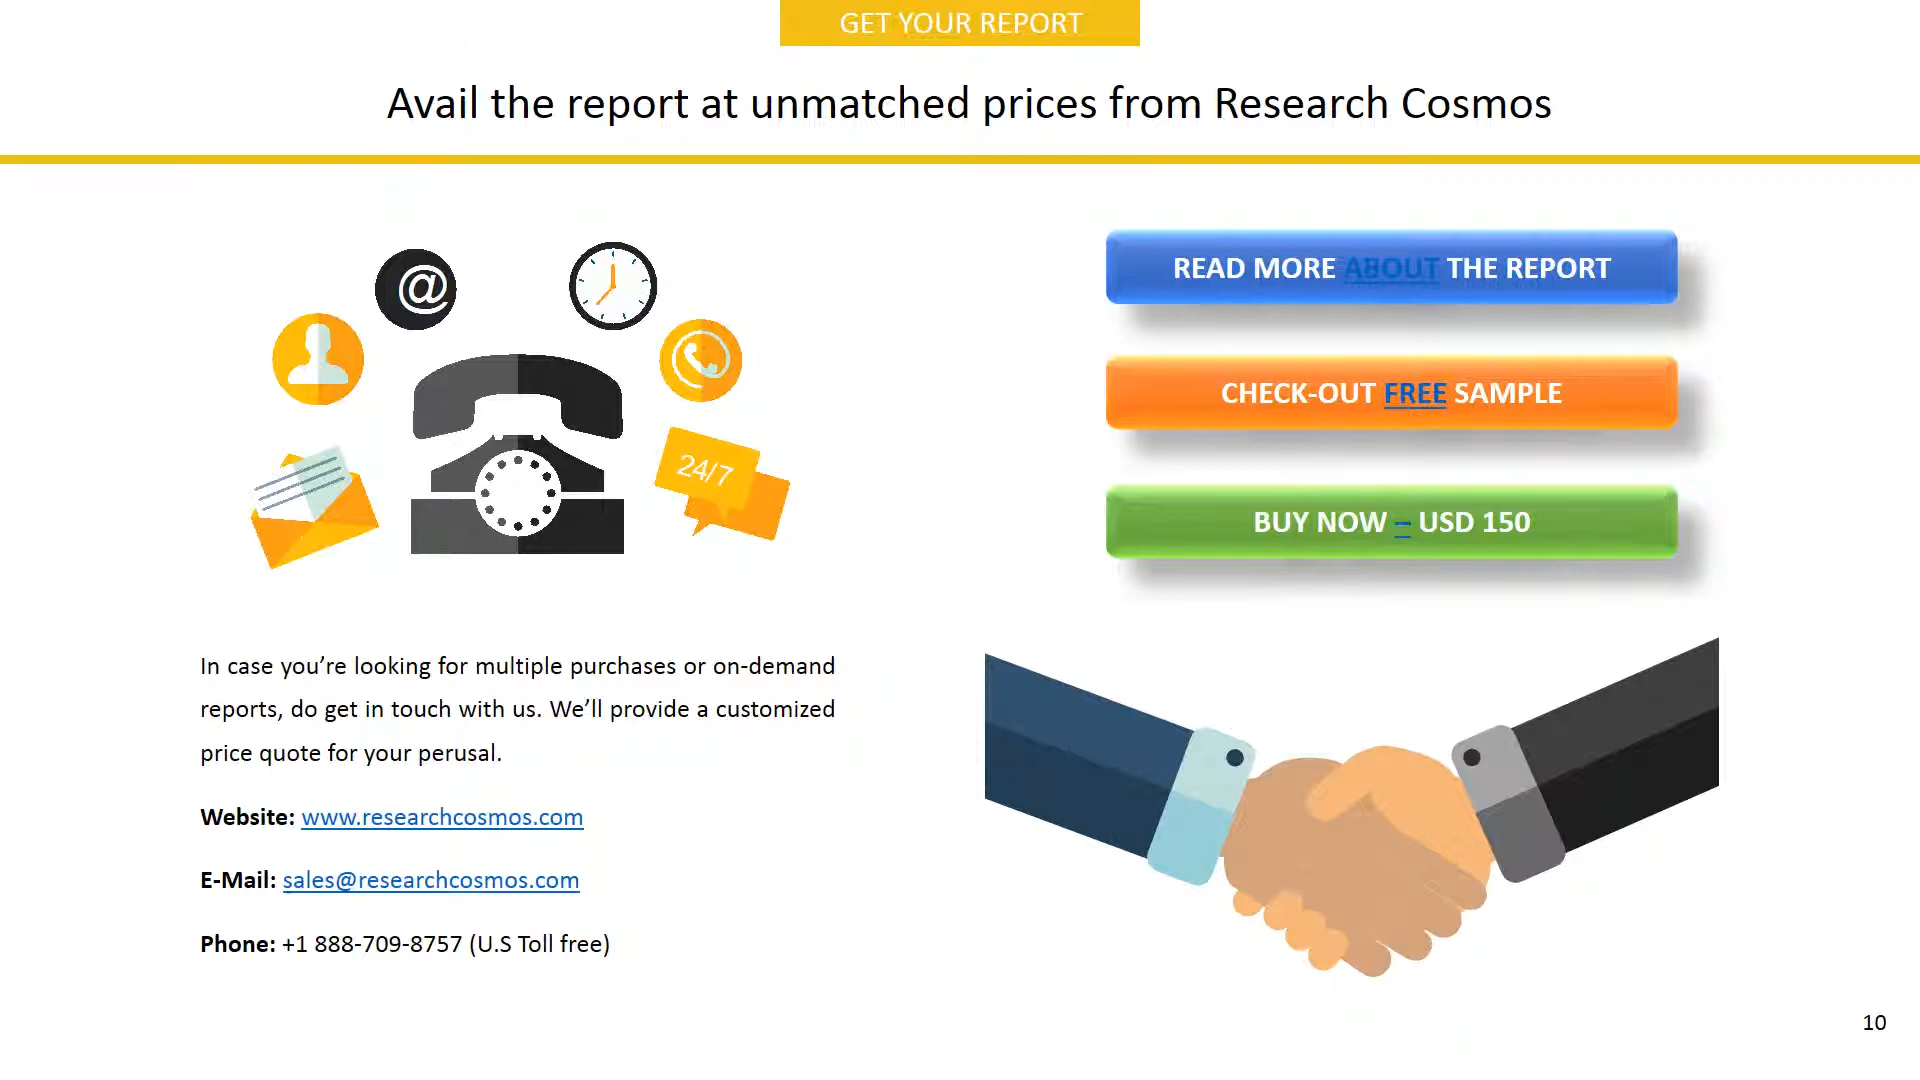 GET YOUR REPORT
Avail the report at unmatched prices from Research Cosmos
@
24/7
READ MORE ABOUT THE REPORT
CHECK-OUT FREE SAMPLE
BUY NOW – USD 150
In case you’re looking for multiple purchases or on-demand
reports, do get in touch with us. We’ll provide a customized
price quote for your perusal.
Website: www.researchcosmos.com
E-Mail: sales@researchcosmos.com
Phone: +1 888-709-8757 (U.S Toll free)
10